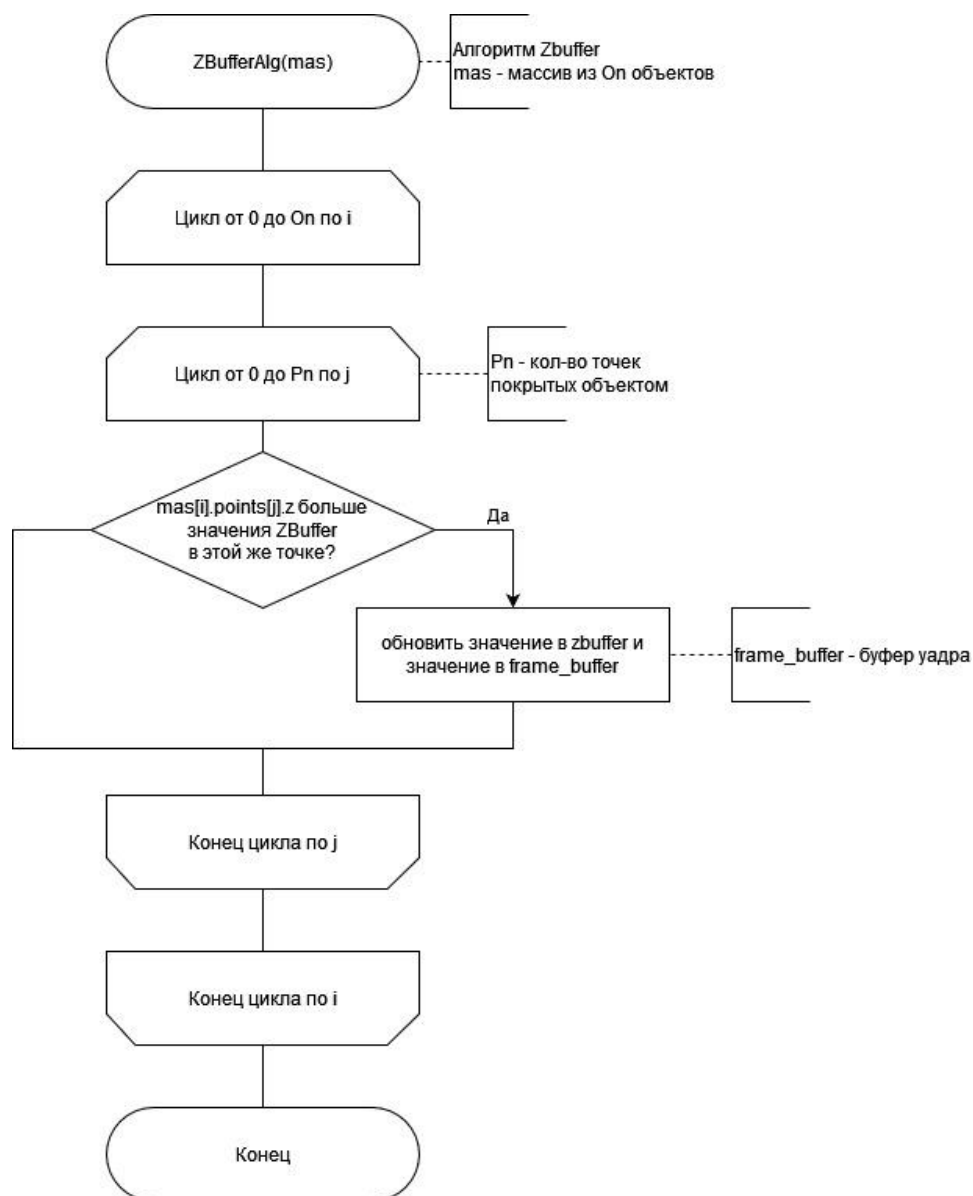 ZBufferAlg(mas)
Алгоритм Zbuffer
mas - массив из On объектов
Цикл от 0 до On по i
Цикл от 0 до Pn по j
Pn - кол-во точек
покрытых объектом
mas[i].points[j].z больше
значения ZBuffer
в этой же точке?
Да
обновить значение в zbuffer и
значение в frame_buffer
frame_buffer - буфер уадра
Конец цикла по j
Конец цикла по i
Конец